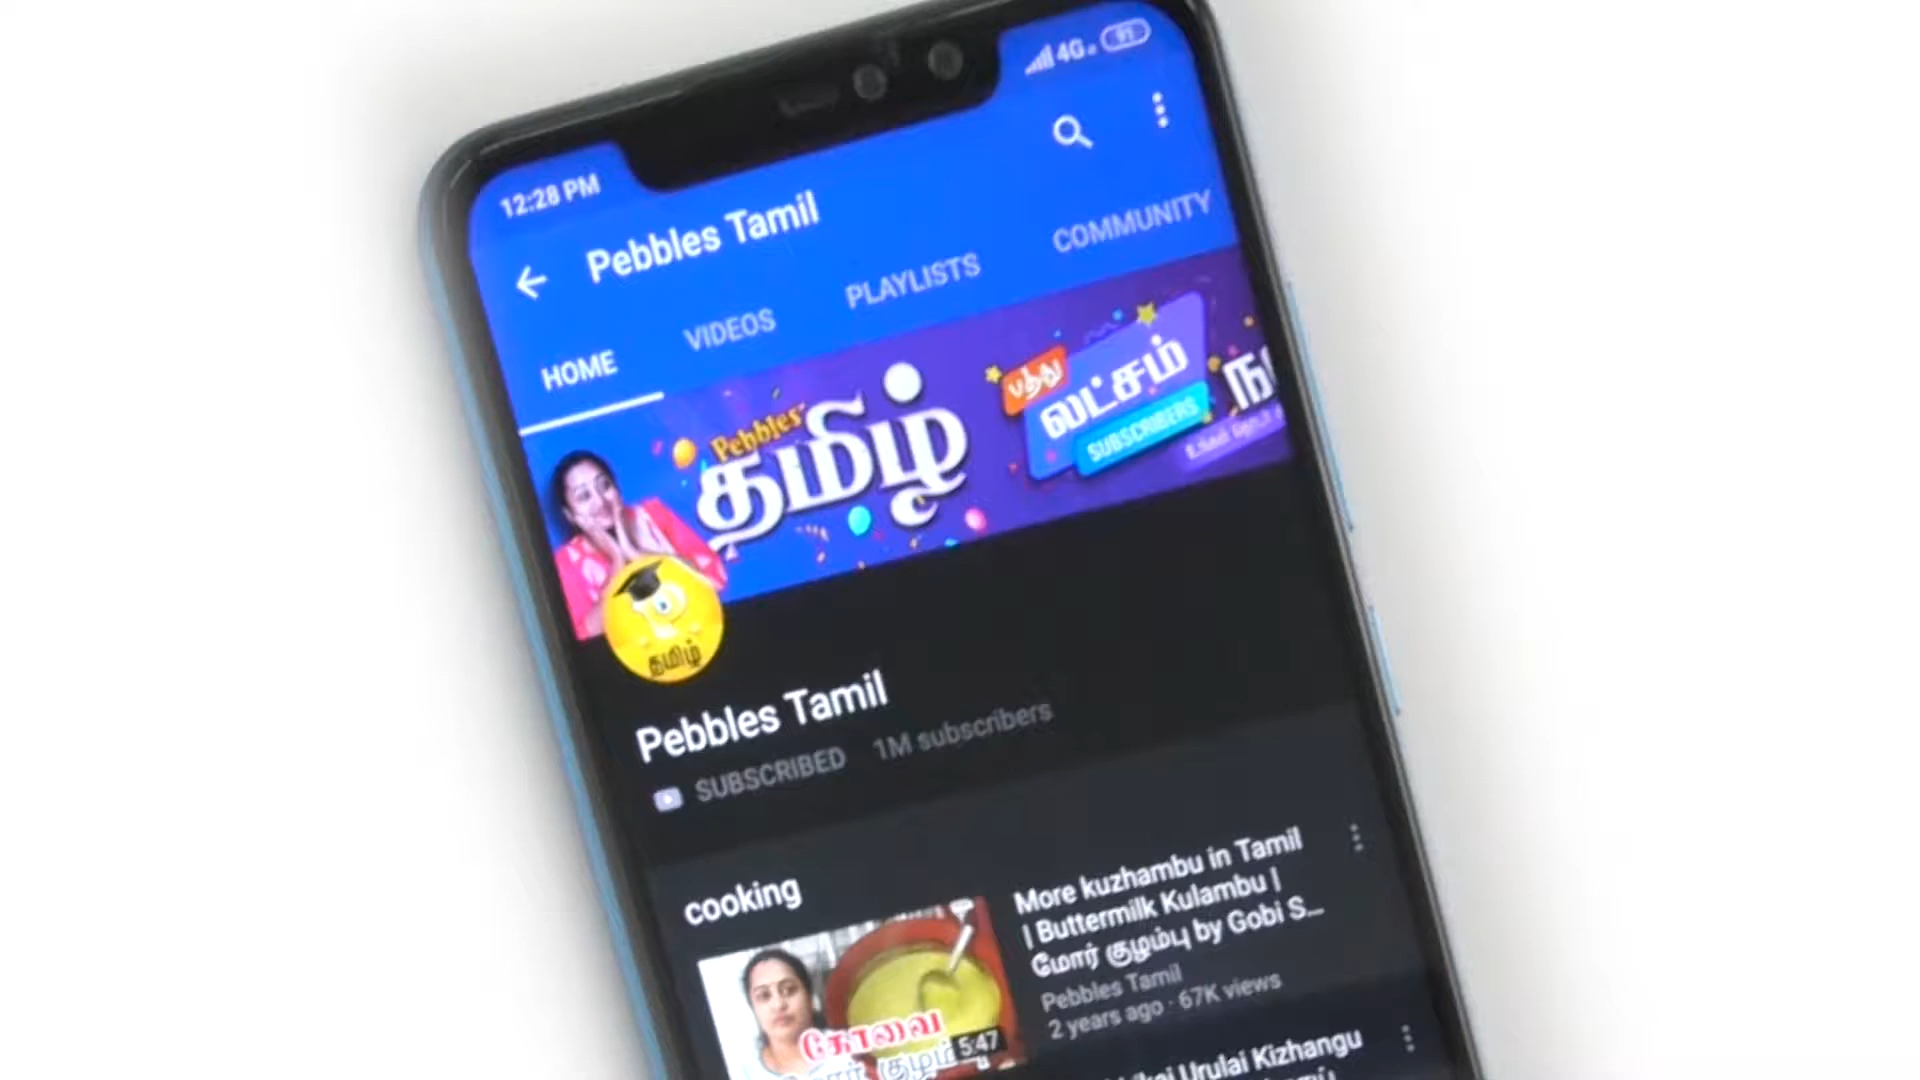 4G 91
12:28 PM
Pebbles Tamil
HOME VIDEOS PLAYLISTS COMMUNITY
Pebbles
தமிழ்
பத்து
லட்சம்
SUBSCRIBERS
தமிழ்
Pebbles Tamil
SUBSCRIBED 1M subscribers
cooking
More kuzhambu in Tamil
| Buttermilk Kulambu |
மோர் குழம்பு by Gobi S...
Pebbles Tamil
2 years ago · 67K views
கோவை
5:47
Urulai Kizhangu